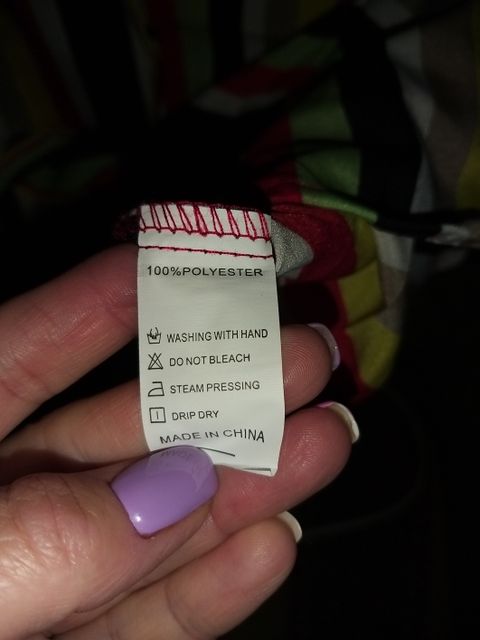 100%POLYESTER
WASHING WITH HAND
DO NOT BLEACH
STEAM PRESSING
DRIP DRY
MADE IN CHINA